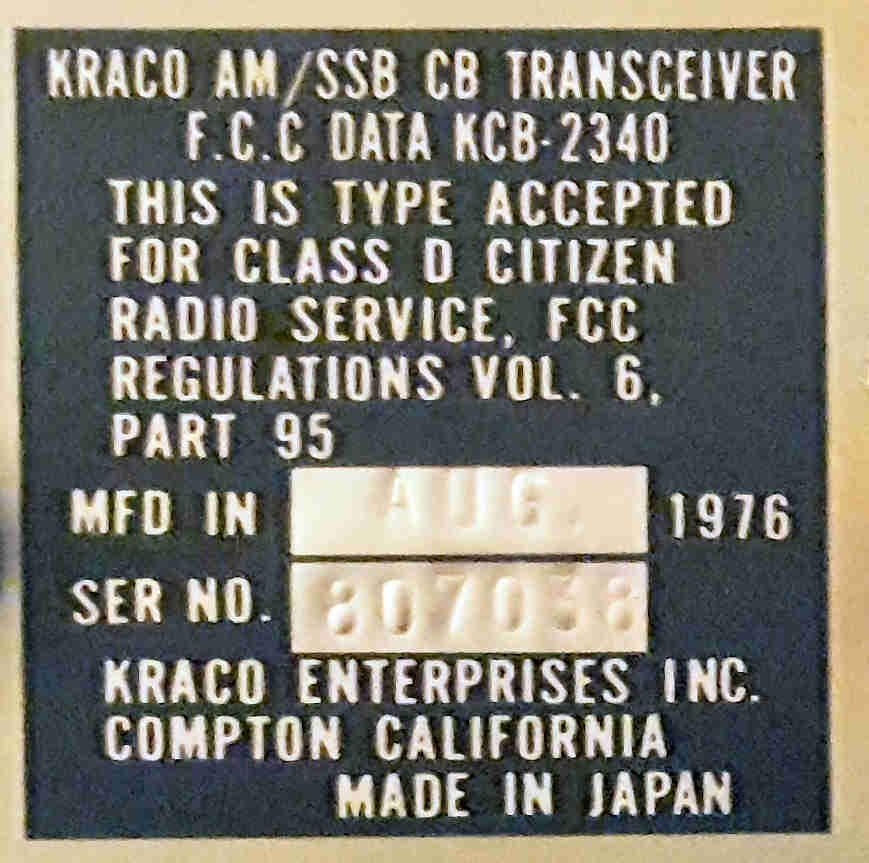 KRACO AM/SSB CB TRANSCEIVER
F.C.C DATA KCB-2340
THIS IS TYPE ACCEPTED
FOR CLASS D CITIZEN
RADIO SERVICE, FCC
REGULATIONS VOL. 6,
PART 95
MFD IN AUG. 1976
SER NO. 807038
KRACO ENTERPRISES INC.
COMPTON CALIFORNIA
MADE IN JAPAN